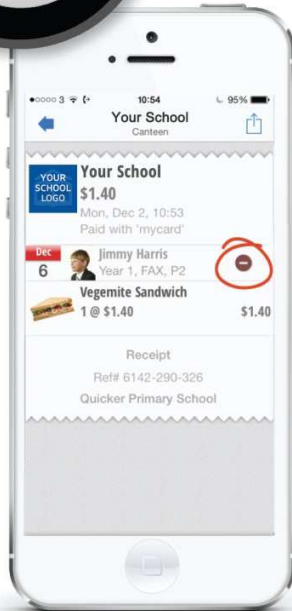 3 10:54 95%
Your School
Canteen
YOUR SCHOOL LOGO
Your School
$1.40
Mon, Dec 2, 10:53
Paid with 'mycard'
Dec 6
Jimmy Harris
Year 1, FAX, P2
Vegemite Sandwich
1 @ $1.40 $1.40
Receipt
Ref# 6142-290-326
Quicker Primary School